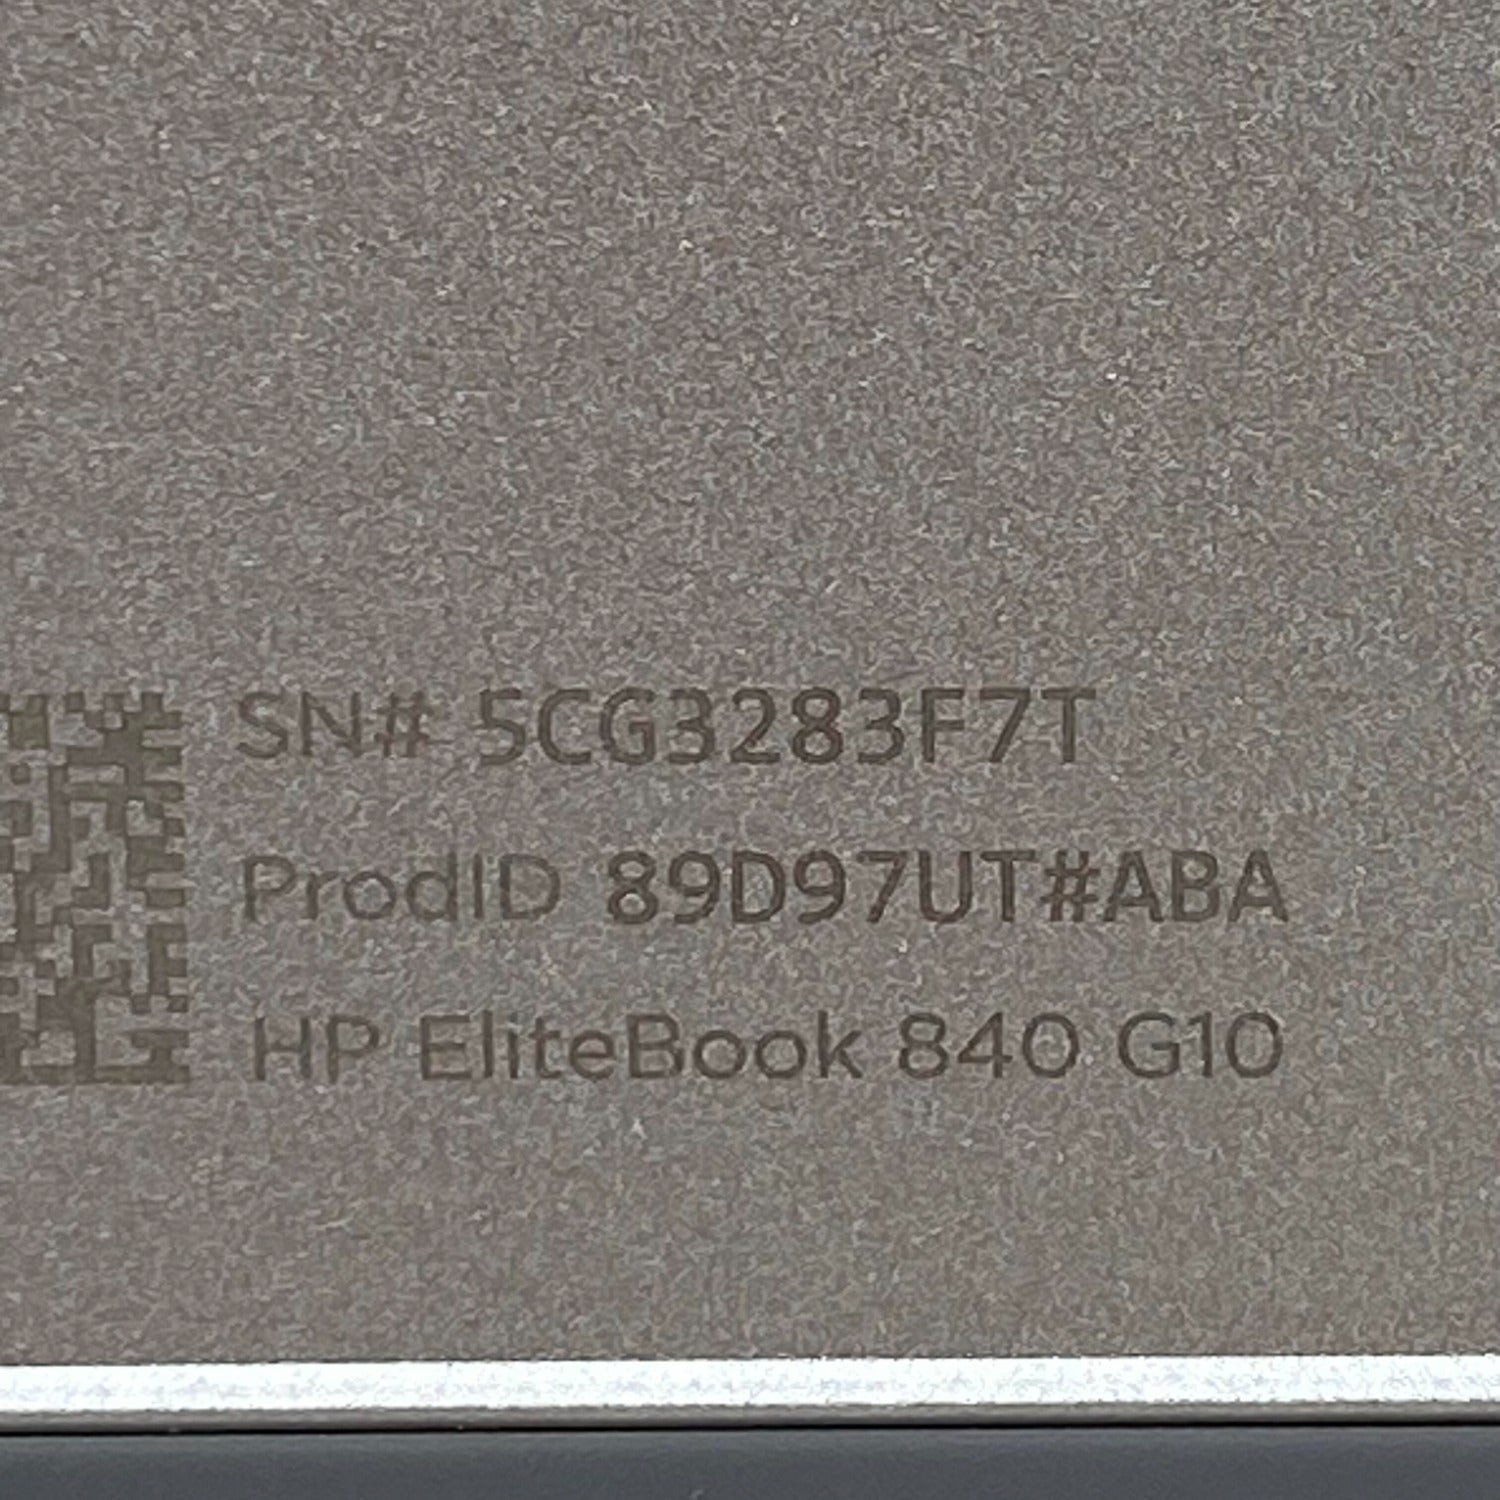 SN# 5CG3283F7T
ProdID 89D97UT#ABA
HP EliteBook 840 G10